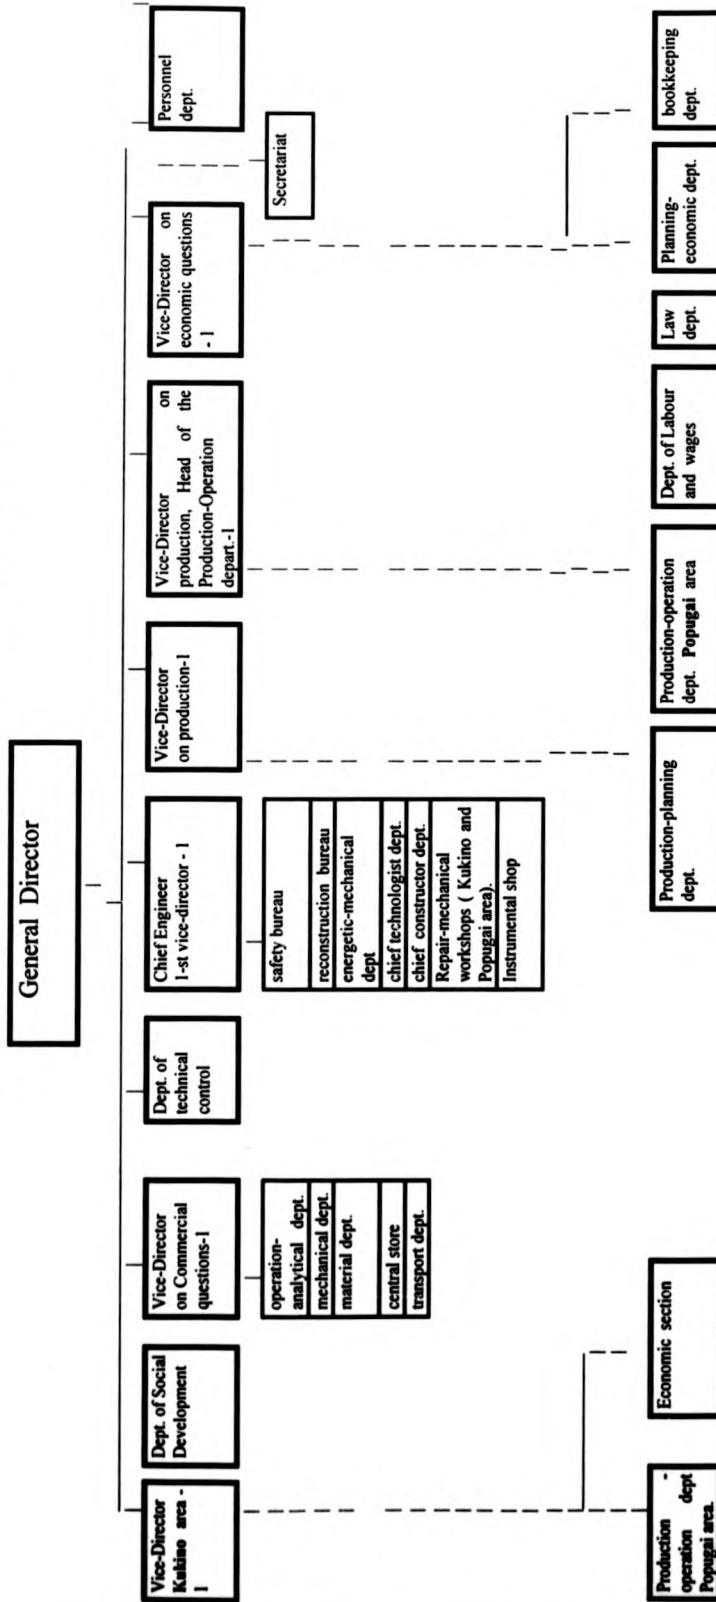 General Director
Vice-Director
Kukino area -
1
Dept. of Social
Development
Vice-Director
on Commercial
questions-1
Dept. of
technical
control
Chief Engineer
1-st vice-director - 1
Vice-Director
on production-1
Vice-Director on
production, Head of the
Production-Operation
depart.-1
Vice-Director on
economic questions
- 1
Personnel
dept.
operation-
analytical dept.
mechanical dept.
material dept.
central store
transport dept.
safety bureau
reconstruction bureau
energetic-mechanical
dept
chief technologist dept.
chief constructor dept.
Repair-mechanical
workshops ( Kukino and
Popugai area).
Instrumental shop
Secretariat
Production -
operation dept
Popugai area.
Economic section
Production-planning
dept.
Production-operation
dept. Popugai area
Dept. of Labour
and wages
Law
dept.
Planning-
economic dept.
bookkeeping
dept.